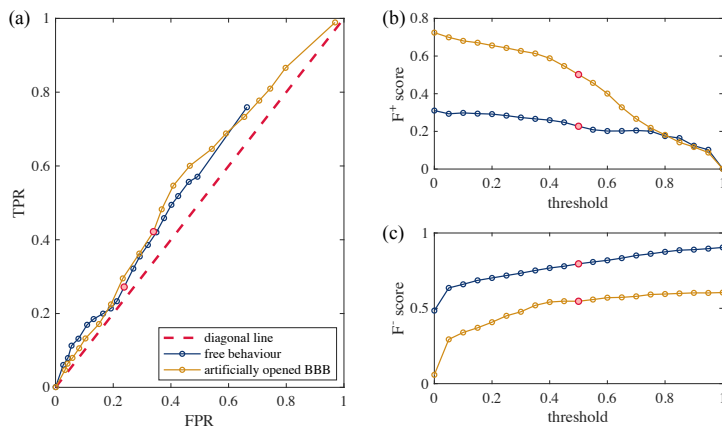 (a)
1
0.8
0.6
0.4
0.2
0
TPR
0 0.2 0.4 0.6 0.8 1
FPR
diagonal line
free behaviour
artificially opened BBB
(b)
0.8
0.6
0.4
0.2
0
F+ score
0 0.2 0.4 0.6 0.8 1
threshold
(c)
1
0.5
0
F- score
0 0.2 0.4 0.6 0.8 1
threshold